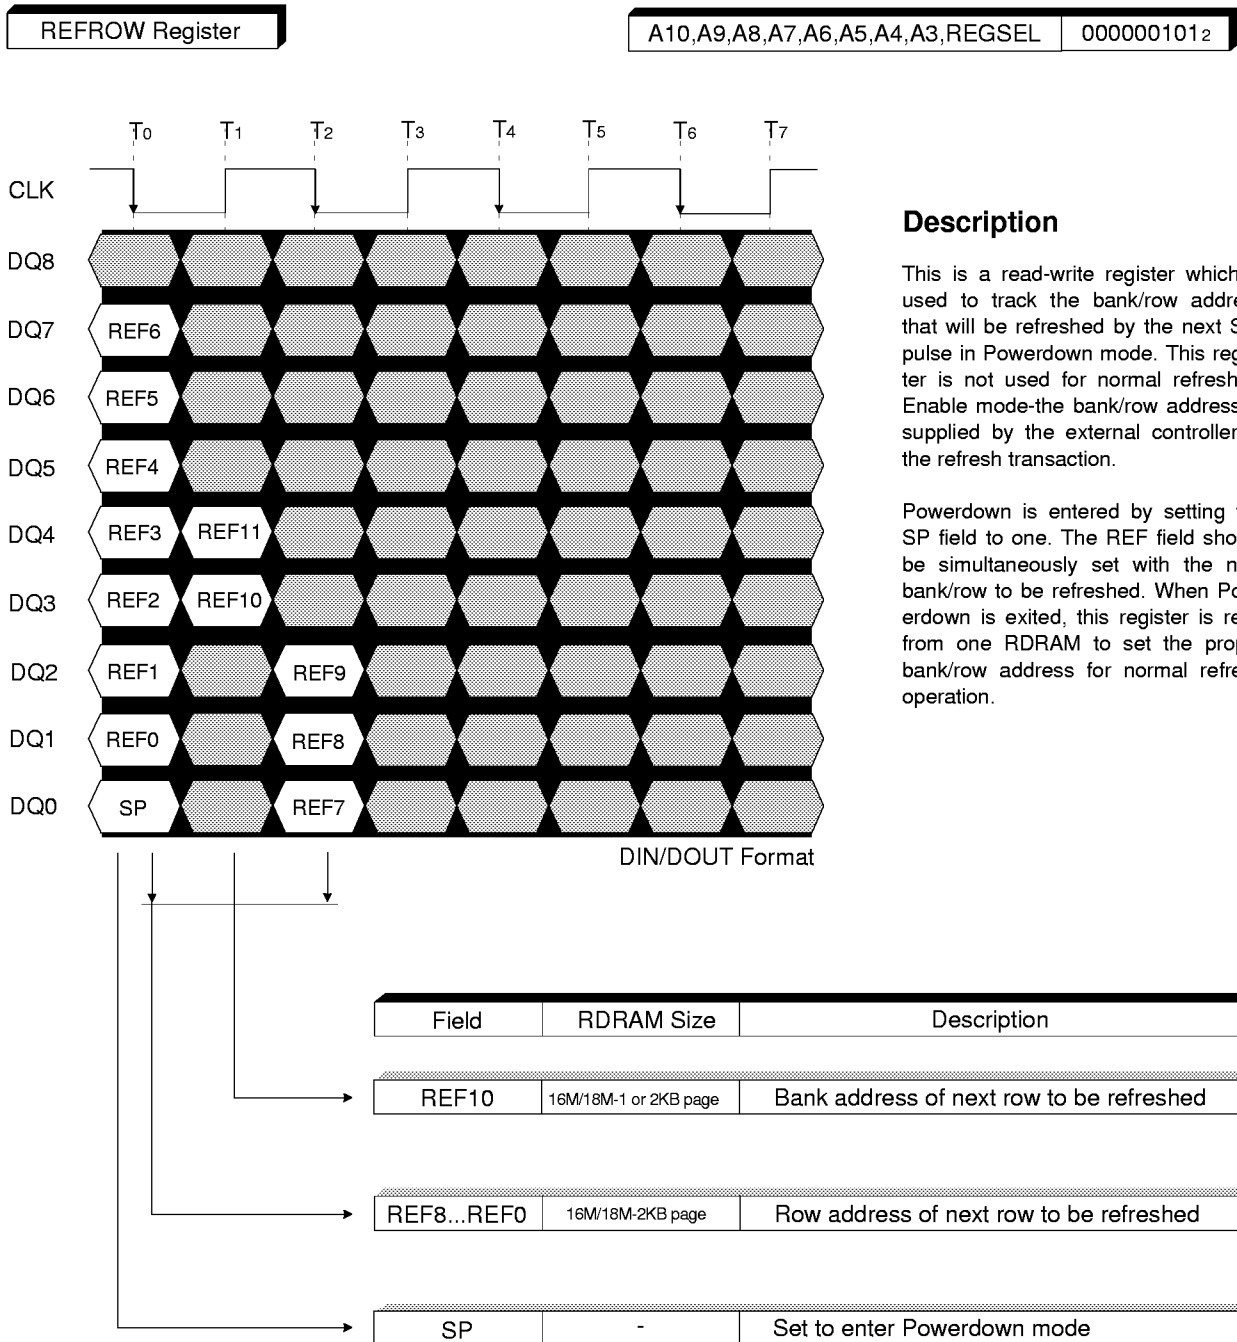 REFROW Register
A10,A9,A8,A7,A6,A5,A4,A3,REGSEL 000000101₂
T0 T1 T2 T3 T4 T5 T6 T7
CLK
DQ8
DQ7 REF6
DQ6 REF5
DQ5 REF4
DQ4 REF3 REF11
DQ3 REF2 REF10
DQ2 REF1 REF9
DQ1 REF0 REF8
DQ0 SP REF7
DIN/DOUT Format
Description
This is a read-write register which
used to track the bank/row addre
that will be refreshed by the next S
pulse in Powerdown mode. This reg
ter is not used for normal refresh
Enable mode-the bank/row address
supplied by the external controller
the refresh transaction.
Powerdown is entered by setting
SP field to one. The REF field sho
be simultaneously set with the n
bank/row to be refreshed. When Po
erdown is exited, this register is re
from one RDRAM to set the prop
bank/row address for normal refre
operation.
Field RDRAM Size Description
REF10 16M/18M-1 or 2KB page Bank address of next row to be refreshed
REF8...REF0 16M/18M-2KB page Row address of next row to be refreshed
SP - Set to enter Powerdown mode